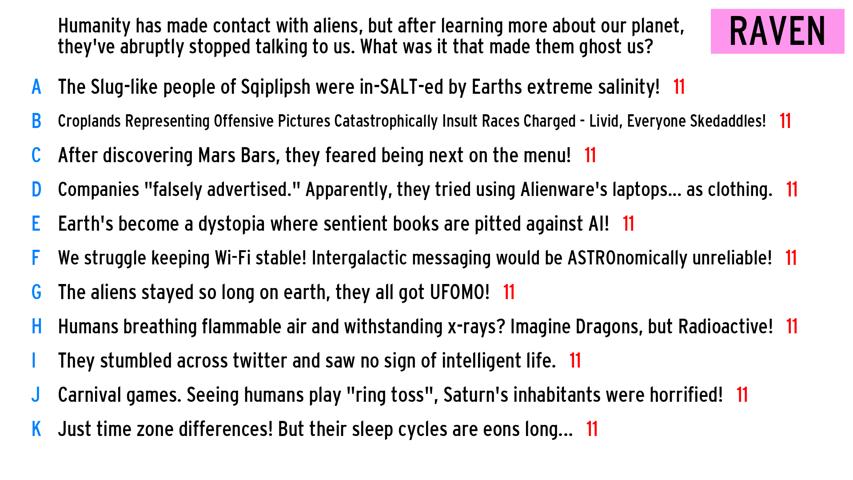 Humanity has made contact with aliens, but after learning more about our planet,
they've abruptly stopped talking to us. What was it that made them ghost us?
RAVEN
A The Slug-like people of Sqiplipsh were in-SALT-ed by Earths extreme salinity! 11
B Croplands Representing Offensive Pictures Catastrophically Insult Races Charged - Livid, Everyone Skedaddles! 11
C After discovering Mars Bars, they feared being next on the menu! 11
D Companies "falsely advertised." Apparently, they tried using Alienware's laptops... as clothing. 11
E Earth's become a dystopia where sentient books are pitted against AI! 11
F We struggle keeping Wi-Fi stable! Intergalactic messaging would be ASTROnomically unreliable! 11
G The aliens stayed so long on earth, they all got UFOMO! 11
H Humans breathing flammable air and withstanding x-rays? Imagine Dragons, but Radioactive! 11
I They stumbled across twitter and saw no sign of intelligent life. 11
J Carnival games. Seeing humans play "ring toss", Saturn's inhabitants were horrified! 11
K Just time zone differences! But their sleep cycles are eons long... 11